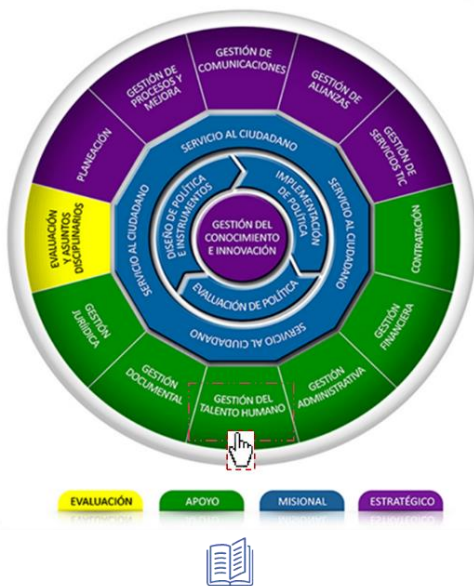 GESTIÓN DE
COMUNICACIONES
GESTIÓN DE
ALIANZAS
GESTIÓN DE
SERVICIOS TIC
CONTRATACIÓN
GESTIÓN
FINANCIERA
GESTIÓN
ADMINISTRATIVA
GESTIÓN DEL
TALENTO HUMANO
GESTIÓN
DOCUMENTAL
GESTIÓN
JURÍDICA
EVALUACIÓN
Y ASUNTOS
DISCIPLINARIOS
PLANEACIÓN
GESTIÓN DE
PROCESOS Y
MEJORA
SERVICIO AL CIUDADANO
SERVICIO AL CIUDADANO
SERVICIO AL CIUDADANO
SERVICIO AL CIUDADANO
DISEÑO DE POLÍTICA
E INSTRUMENTOS
IMPLEMENTACIÓN
DE POLÍTICA
EVALUACIÓN DE POLÍTICA
GESTIÓN DEL
CONOCIMIENTO
E INNOVACIÓN
EVALUACIÓN
APOYO
MISIONAL
ESTRATÉGICO